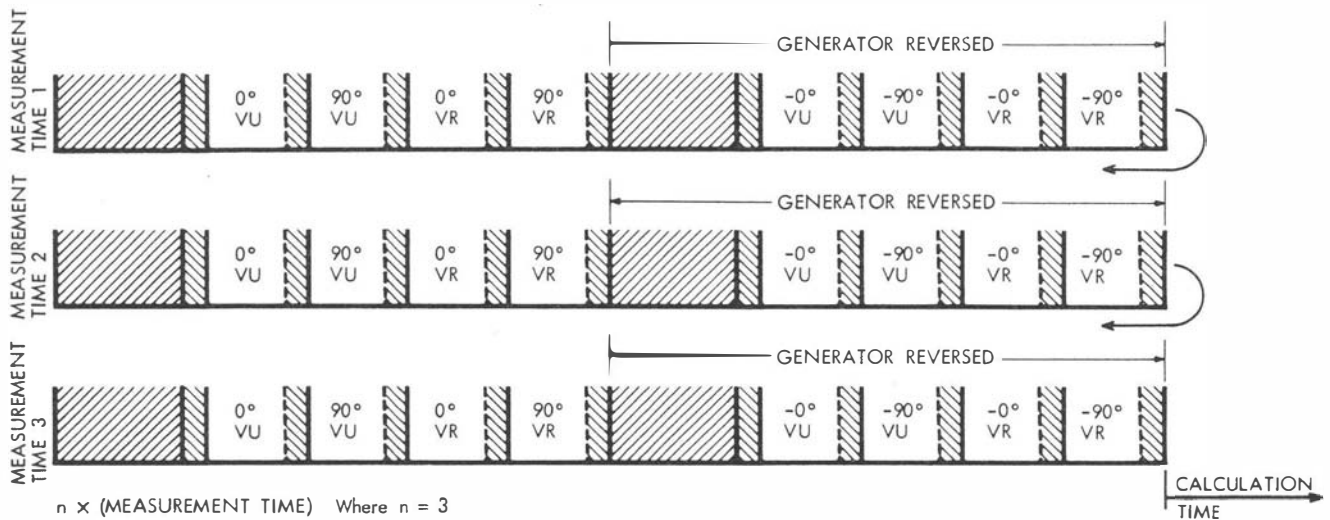 GENERATOR REVERSED
MEASUREMENT
TIME 1
0° 90° 0° 90° -0° -90° -0° -90°
VU VU VR VR VU VU VR VR
GENERATOR REVERSED
MEASUREMENT
TIME 2
0° 90° 0° 90° -0° -90° -0° -90°
VU VU VR VR VU VU VR VR
GENERATOR REVERSED
MEASUREMENT
TIME 3
0° 90° 0° 90° -0° -90° -0° -90°
VU VU VR VR VU VU VR VR
n × (MEASUREMENT TIME) Where n = 3
CALCULATION
TIME